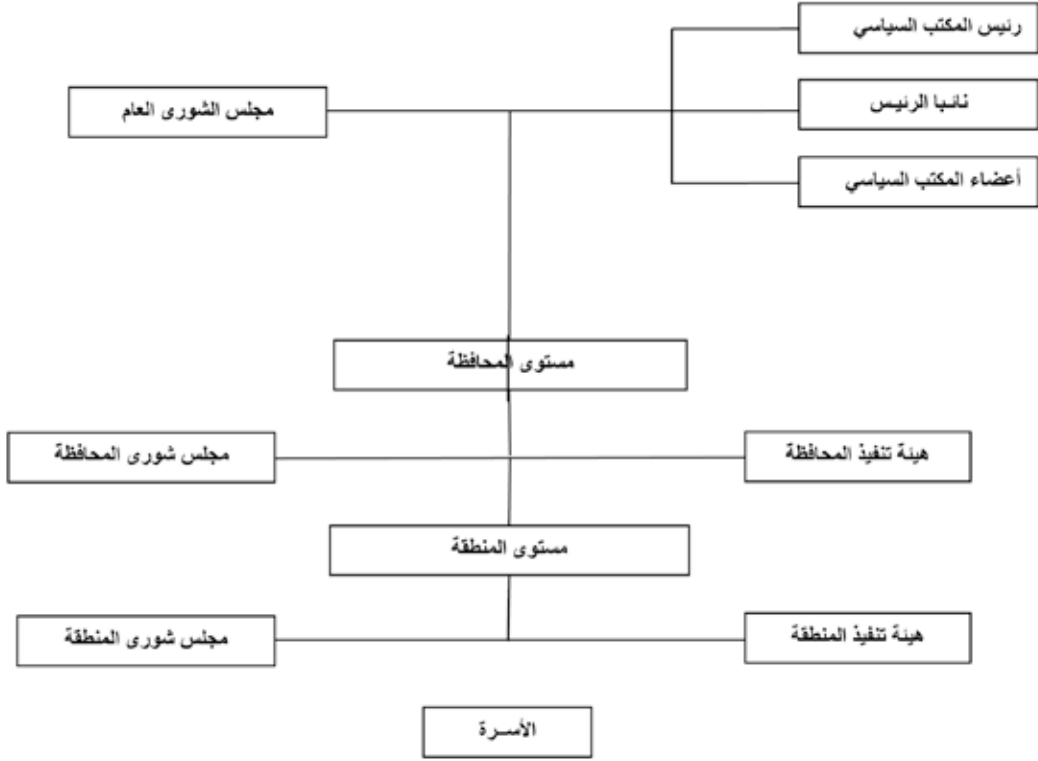 رئيس المكتب السياسي
مجلس الشورى العام
نائبا الرئيس
أعضاء المكتب السياسي
مستوى المحافظة
هيئة تنفيذ المحافظة
مجلس شورى المحافظة
مستوى المنطقة
هيئة تنفيذ المنطقة
مجلس شورى المنطقة
الأسـرة